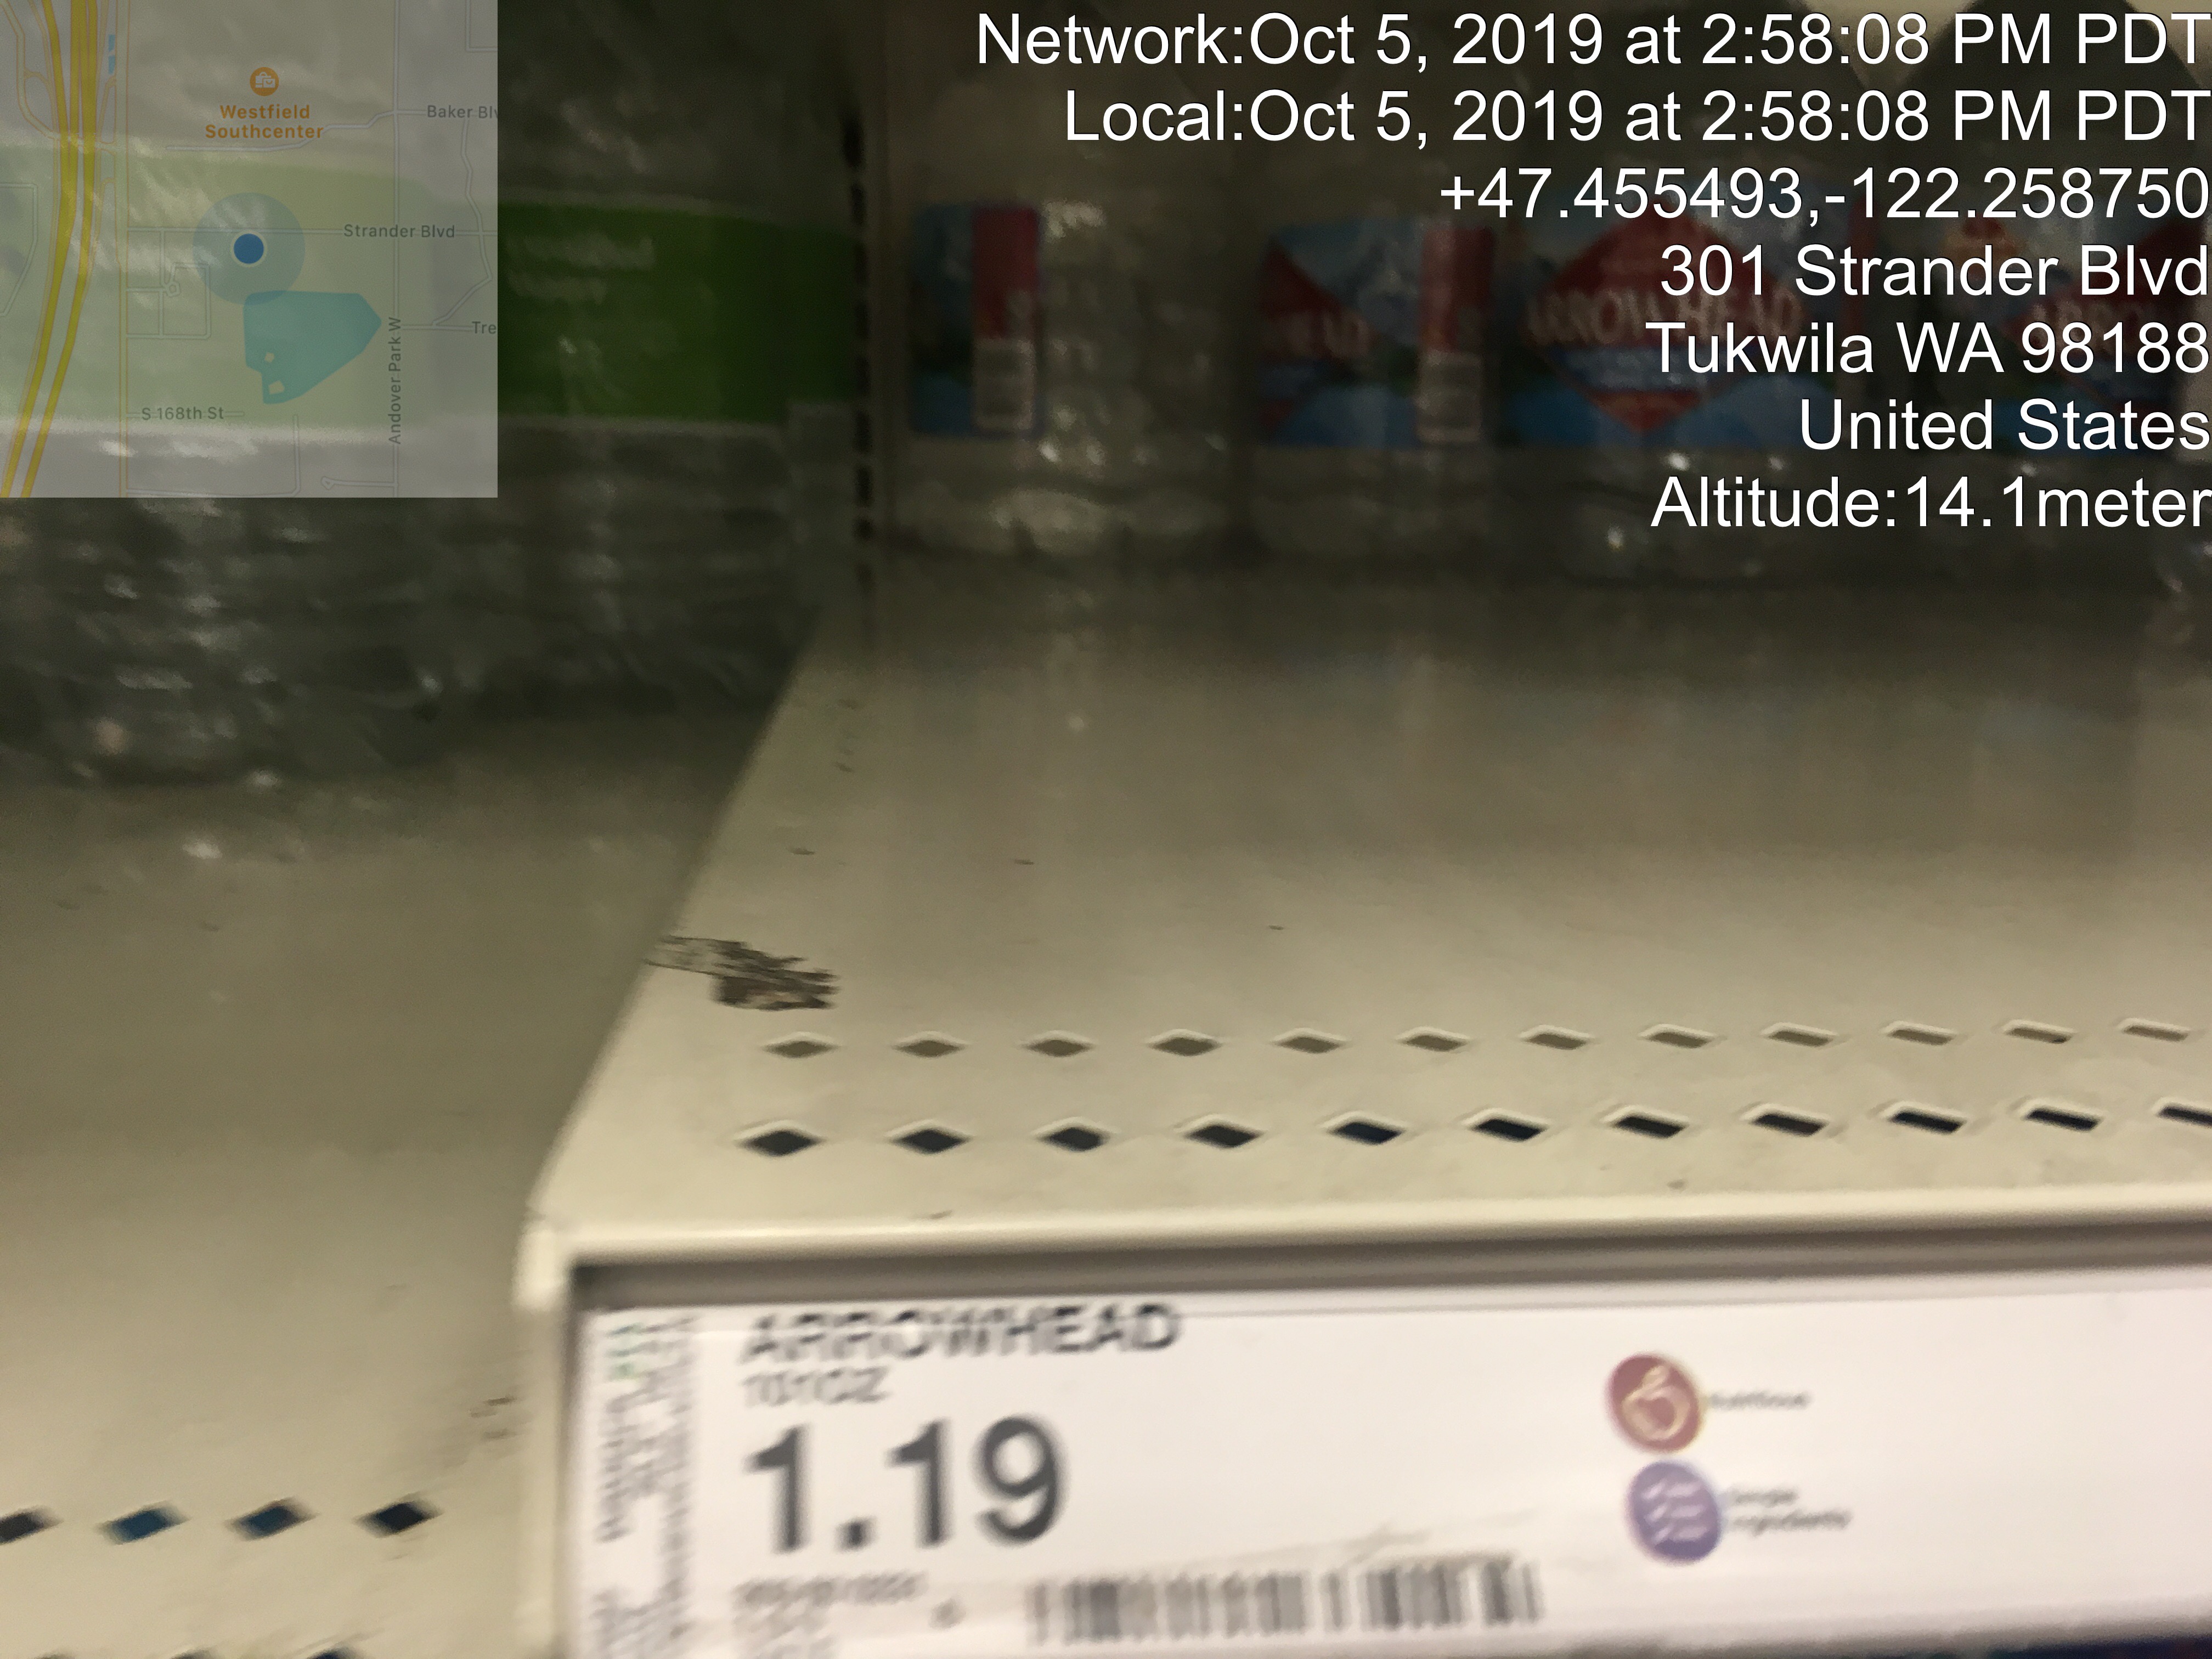 Network:Oct 5, 2019 at 2:58:08 PM PDT
Local:Oct 5, 2019 at 2:58:08 PM PDT
+47.455493,-122.258750
301 Strander Blvd
Tukwila WA 98188
United States
Altitude:14.1meter
Westfield
Southcenter
Baker Blv
Strander Blvd
Tre
Andover Park W
S 168th St
ARROWHEAD
101OZ
1.19